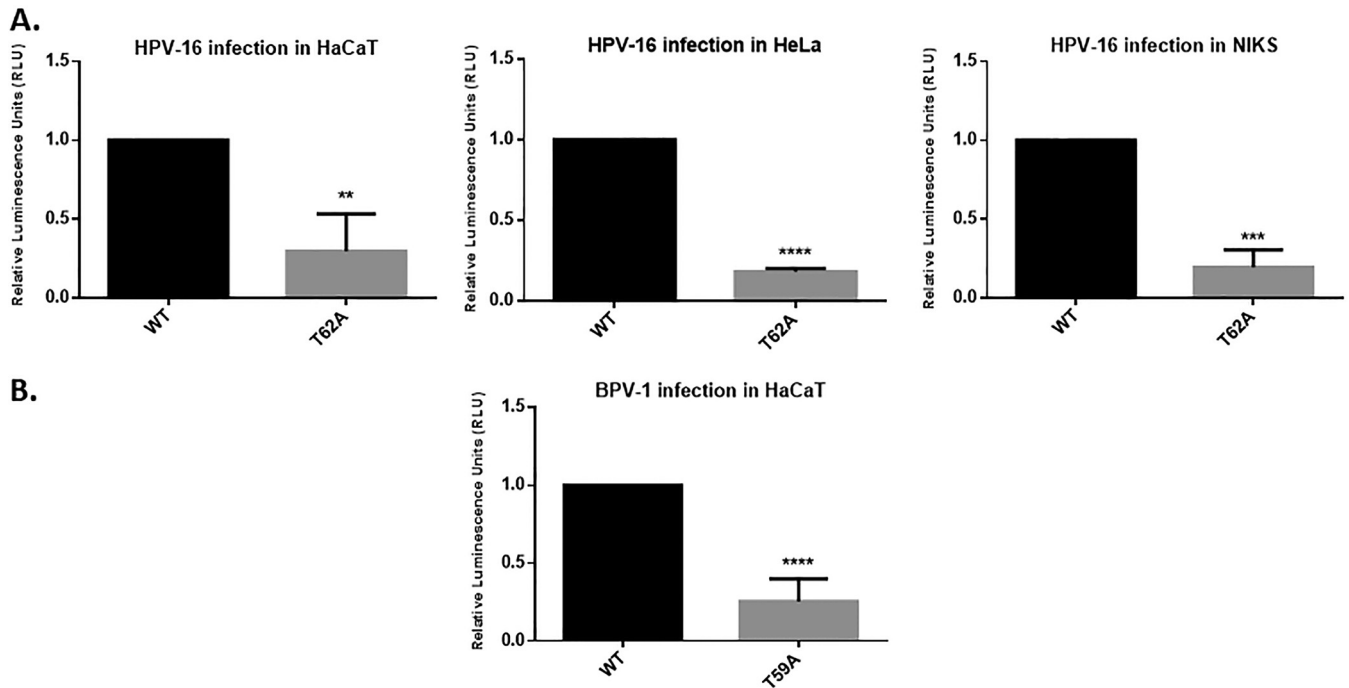 A.
HPV-16 infection in HaCaT
Relative Luminescence Units (RLU)
1.5
1.0
0.5
0.0
**
WT
T62A
HPV-16 infection in HeLa
Relative Luminescence Units (RLU)
1.5
1.0
0.5
0.0
****
WT
T62A
HPV-16 infection in NIKS
Relative Luminescence Units (RLU)
1.5
1.0
0.5
0.0
***
WT
T62A
B.
BPV-1 infection in HaCaT
Relative Luminescence Units (RLU)
1.5
1.0
0.5
0.0
****
WT
T59A